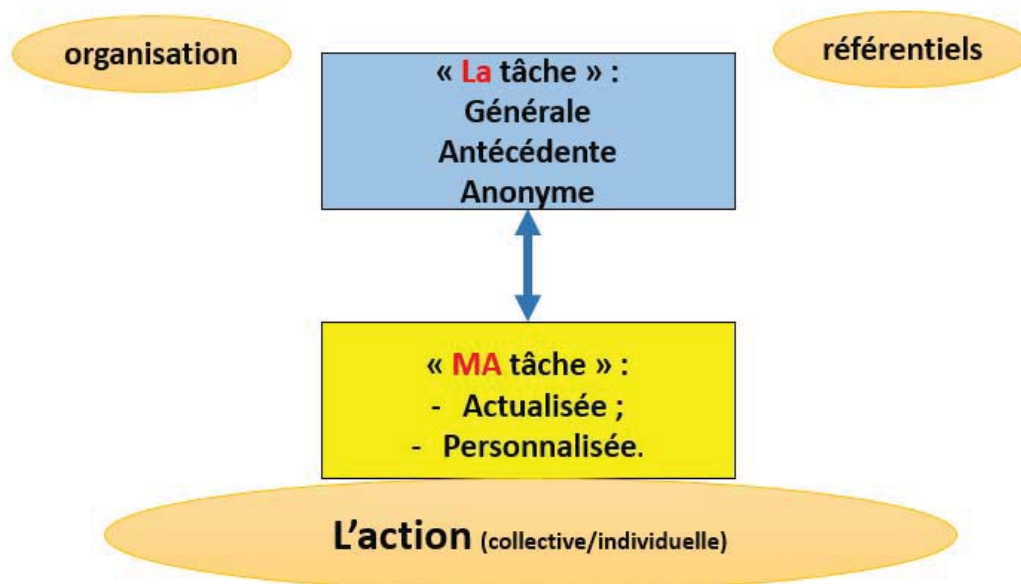 organisation
référentiels
« La tâche » :
Générale
Antécédente
Anonyme
« MA tâche » :
- Actualisée ;
- Personnalisée.
L’action (collective/individuelle)